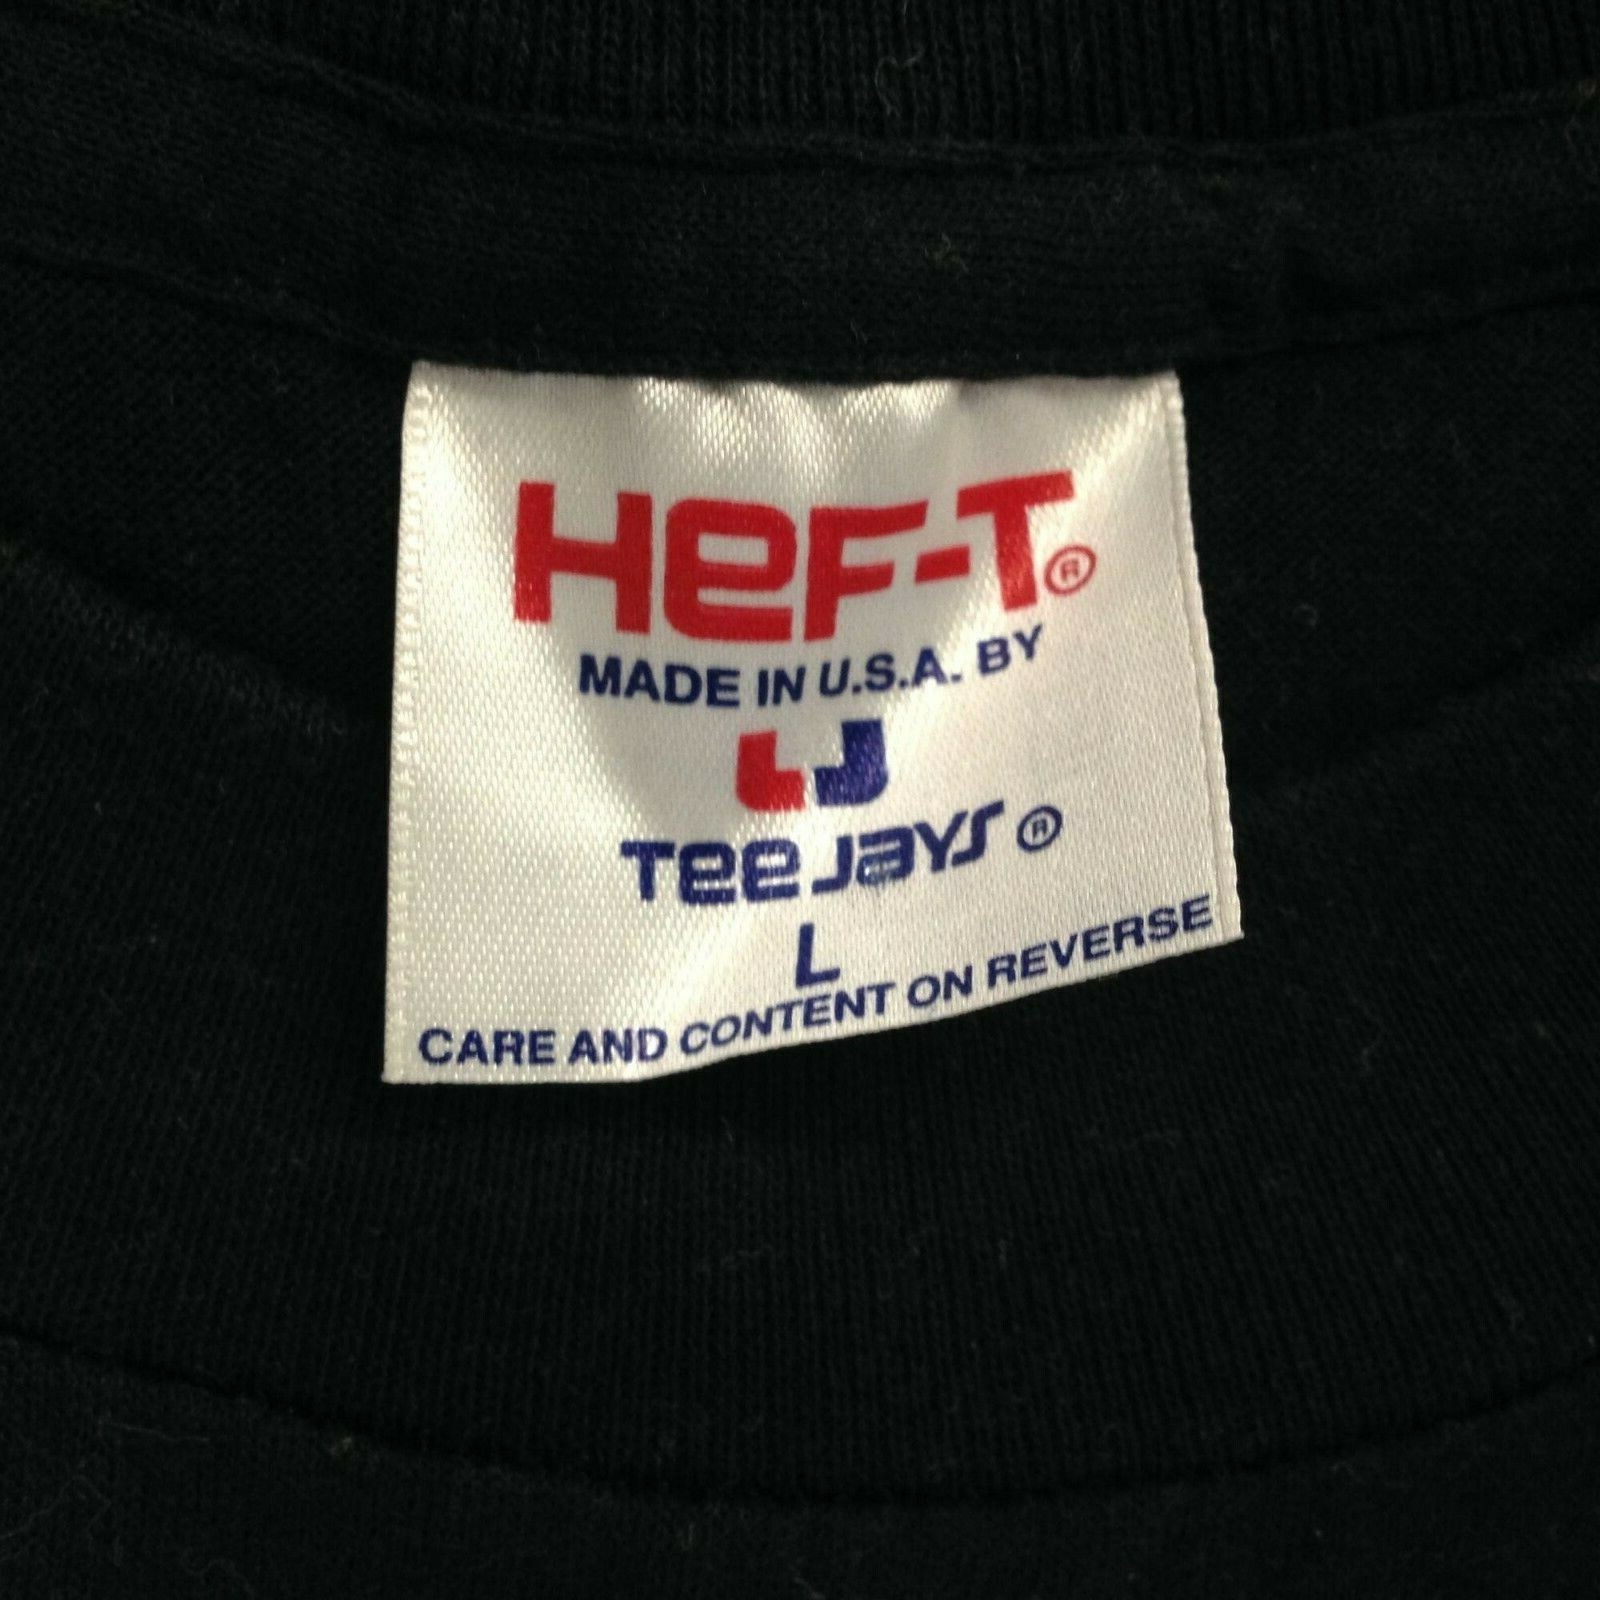 HeF-T®
MADE IN U.S.A. BY
Tee Jays ®
L
CARE AND CONTENT ON REVERSE